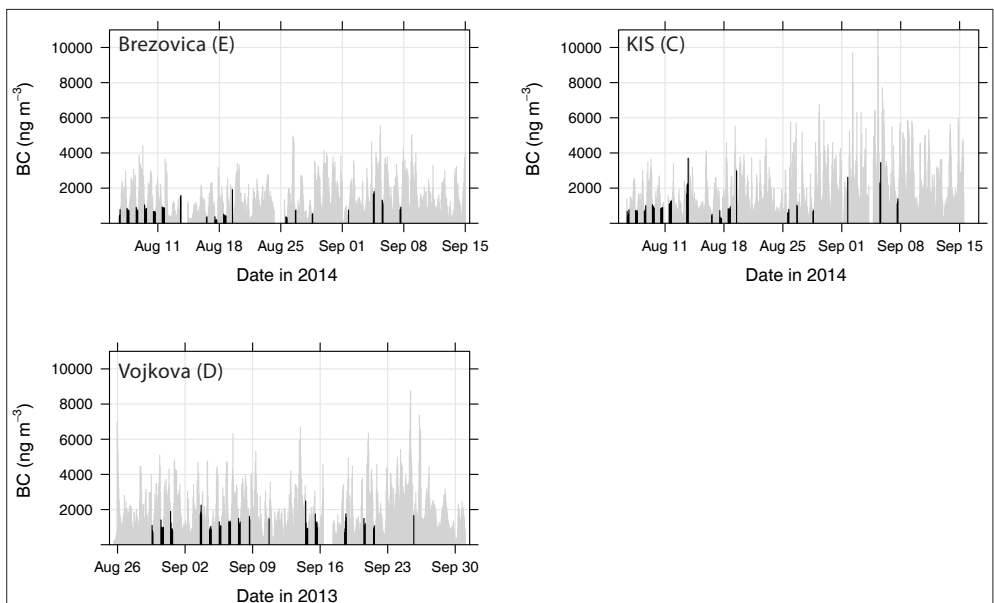 Brezovica (E)
10000
8000
6000
4000
2000
BC (ng m⁻³)
Aug 11 Aug 18 Aug 25 Sep 01 Sep 08 Sep 15
Date in 2014
KIS (C)
10000
8000
6000
4000
2000
BC (ng m⁻³)
Aug 11 Aug 18 Aug 25 Sep 01 Sep 08 Sep 15
Date in 2014
Vojkova (D)
10000
8000
6000
4000
2000
BC (ng m⁻³)
Aug 26 Sep 02 Sep 09 Sep 16 Sep 23 Sep 30
Date in 2013